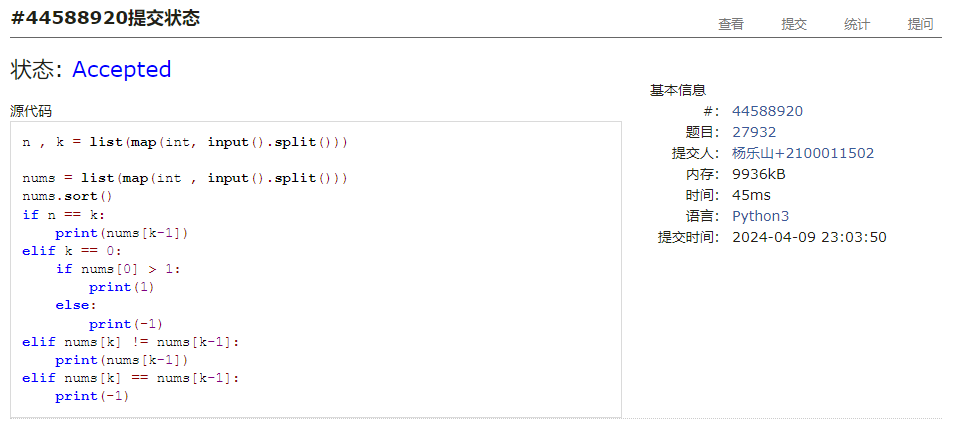 #44588920提交状态
查看 提交 统计 提问
状态: Accepted
源代码
n , k = list(map(int, input().split()))
nums = list(map(int , input().split()))
nums.sort()
if n == k:
    print(nums[k-1])
elif k == 0:
    if nums[0] > 1:
        print(1)
    else:
        print(-1)
elif nums[k] != nums[k-1]:
    print(nums[k-1])
elif nums[k] == nums[k-1]:
    print(-1)
基本信息
#: 44588920
题目: 27932
提交人: 杨乐山+2100011502
内存: 9936kB
时间: 45ms
语言: Python3
提交时间: 2024-04-09 23:03:50